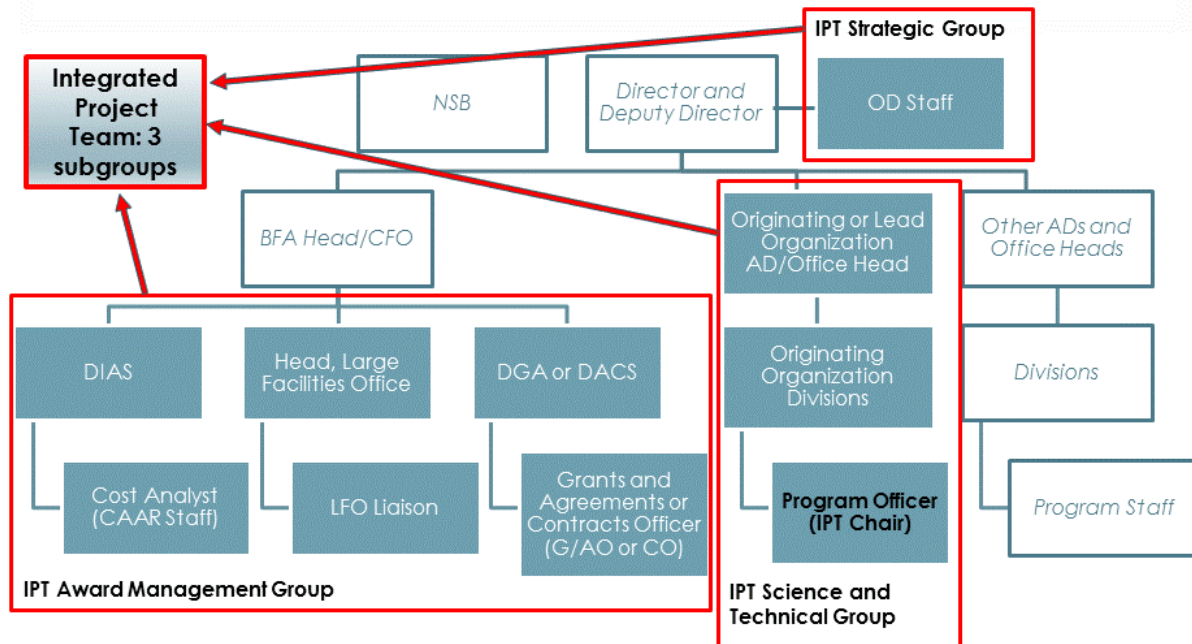 IPT Strategic Group
Integrated
Project
Team: 3
subgroups
NSB
Director and
Deputy Director
OD Staff
BFA Head/CFO
Originating or Lead
Organization
AD/Office Head
Other ADs and
Office Heads
DIAS
Head, Large
Facilities Office
DGA or DACS
Originating
Organization
Divisions
Divisions
Cost Analyst
(CAAR Staff)
LFO Liaison
Grants and
Agreements or
Contracts Officer
(G/AO or CO)
Program Officer
(IPT Chair)
Program Staff
IPT Award Management Group
IPT Science and
Technical Group